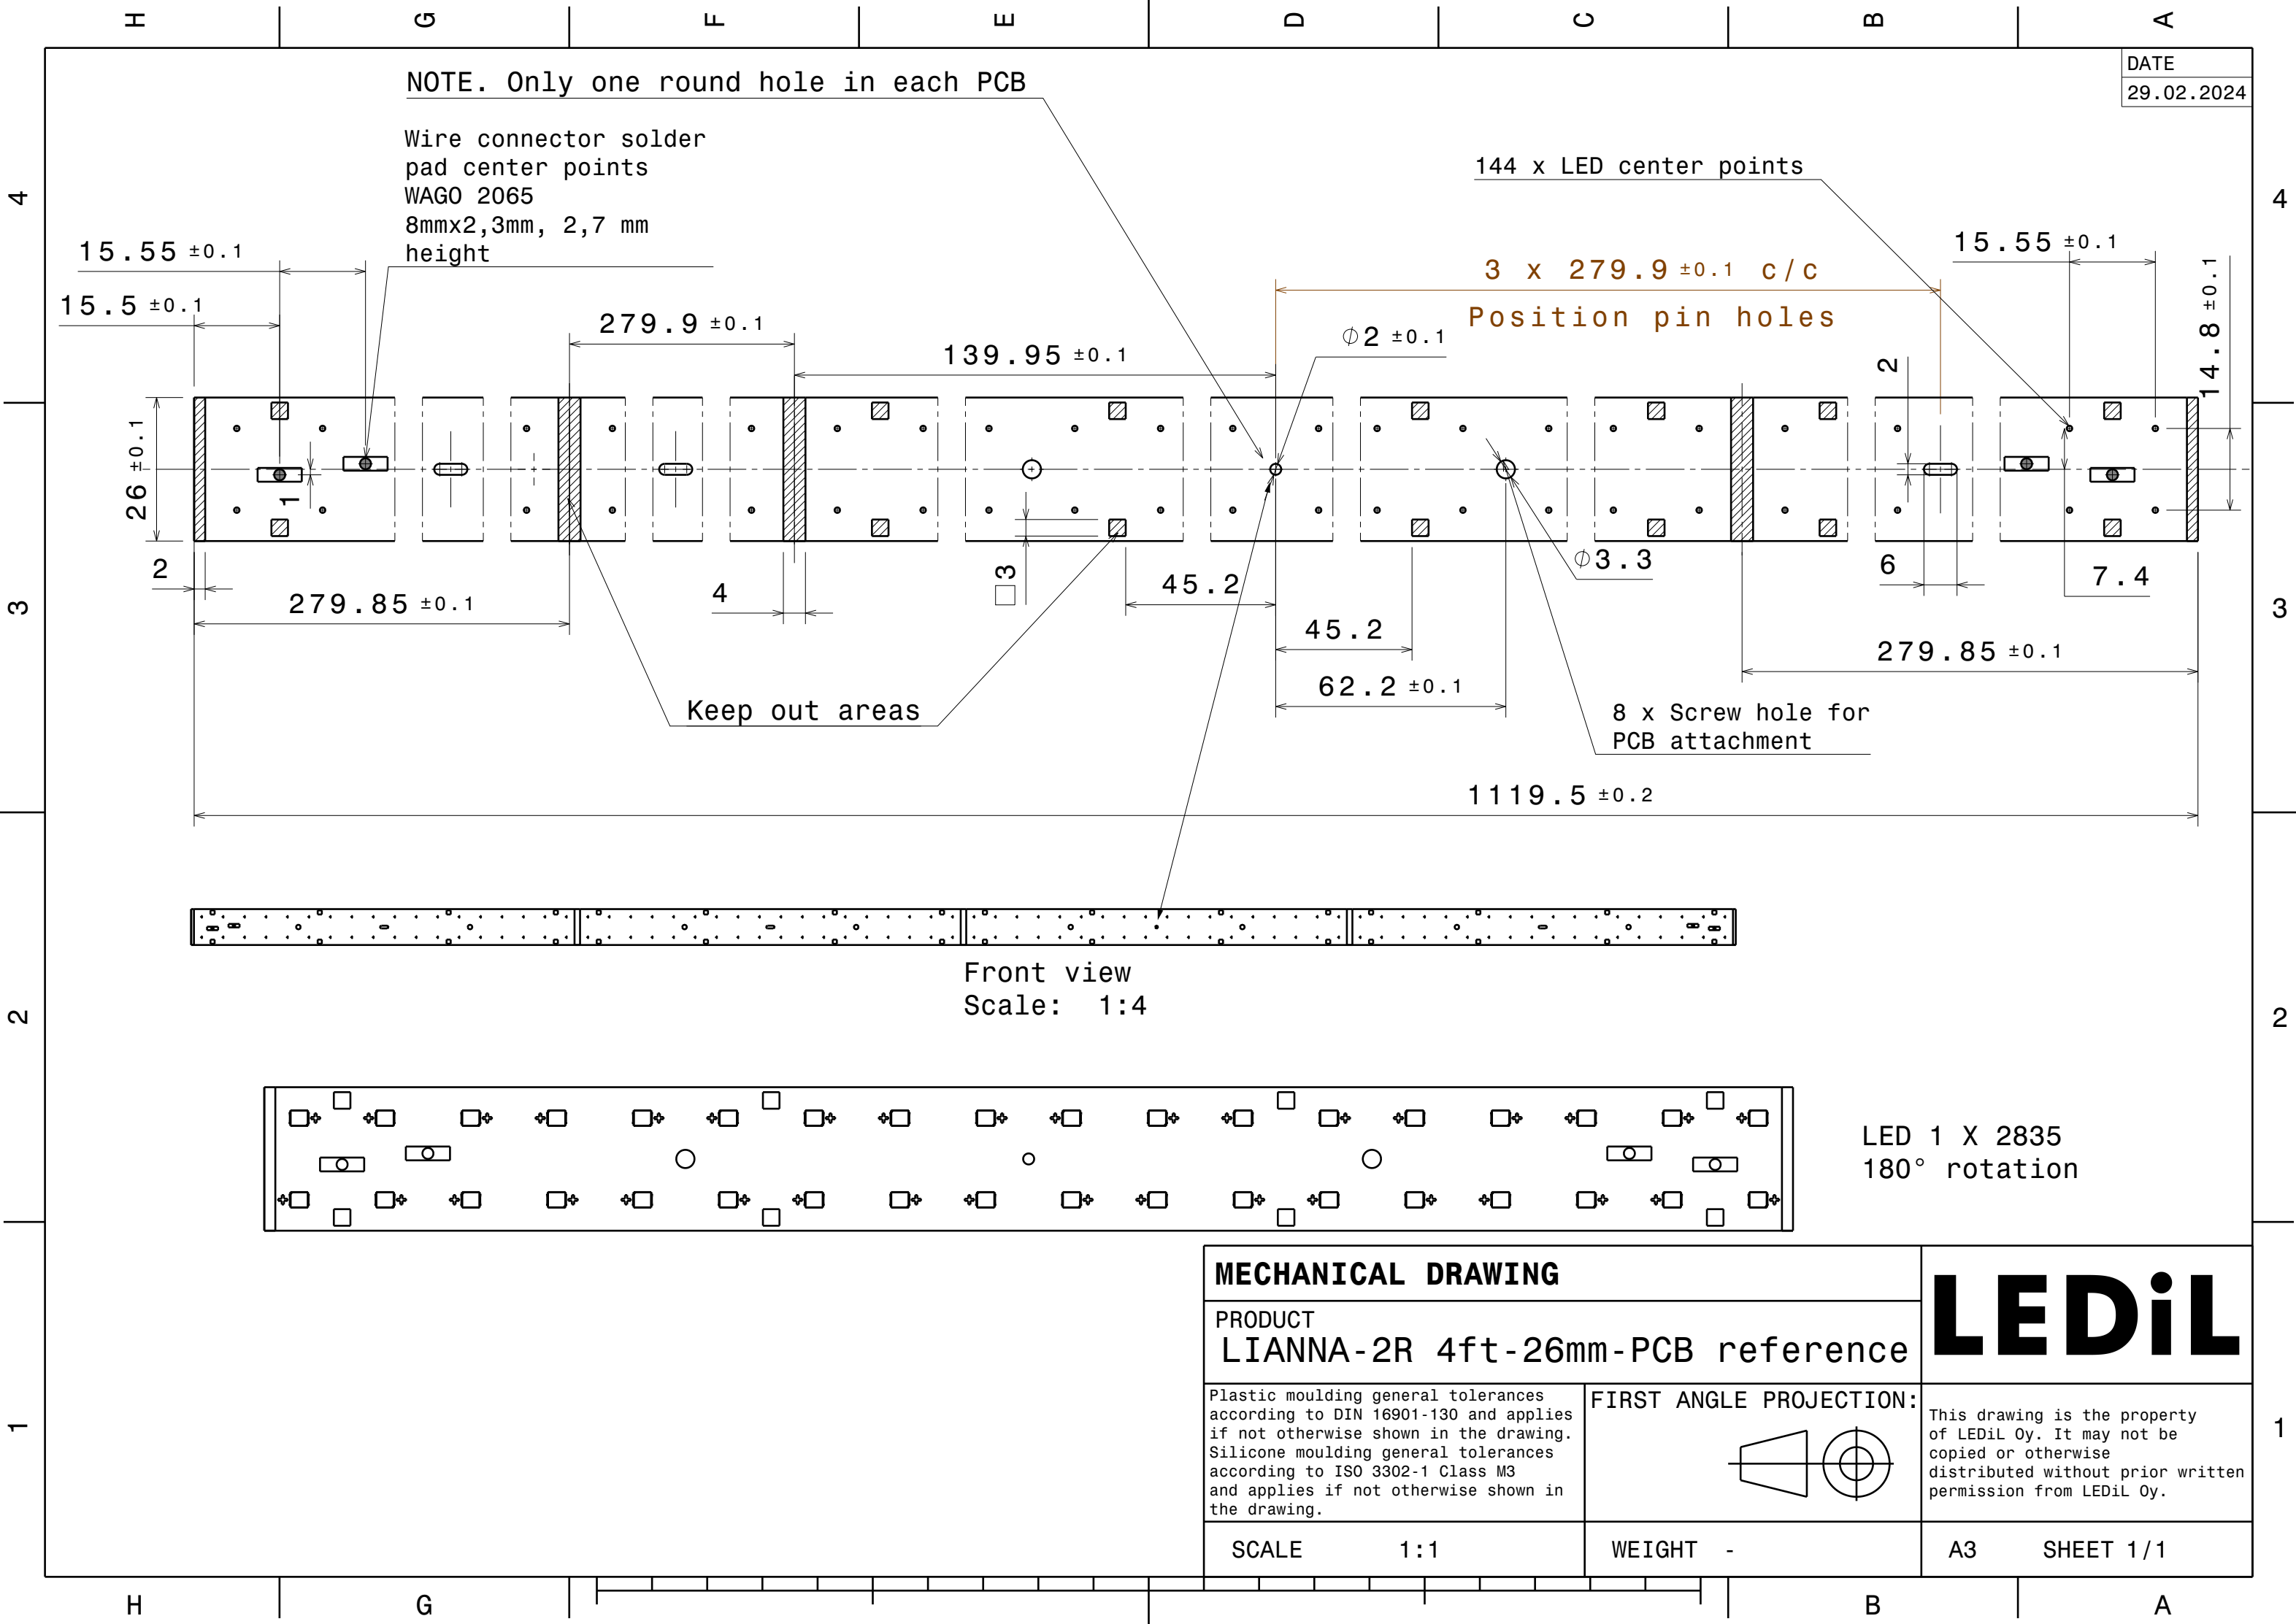 H G F E D C B A
DATE
29.02.2024
NOTE. Only one round hole in each PCB
Wire connector solder
pad center points
WAGO 2065
8mmx2,3mm, 2,7 mm
height
144 x LED center points
4
4
15.55 ±0.1
15.55 ±0.1
3 x 279.9 ±0.1 c/c
Position pin holes
15.5 ±0.1
279.9 ±0.1
139.95 ±0.1
∅2 ±0.1
14.8 ±0.1
2
26 ±0.1
1
2
279.85 ±0.1
4
□3
45.2
∅3.3
6
7.4
3
3
45.2
279.85 ±0.1
62.2 ±0.1
Keep out areas
8 x Screw hole for
PCB attachment
1119.5 ±0.2
Front view
Scale: 1:4
2
2
LED 1 X 2835
180° rotation
MECHANICAL DRAWING
LEDiL
PRODUCT
LIANNA-2R 4ft-26mm-PCB reference
Plastic moulding general tolerances
according to DIN 16901-130 and applies
if not otherwise shown in the drawing.
Silicone moulding general tolerances
according to ISO 3302-1 Class M3
and applies if not otherwise shown in
the drawing.
FIRST ANGLE PROJECTION:
This drawing is the property
of LEDiL Oy. It may not be
copied or otherwise
distributed without prior written
permission from LEDiL Oy.
1
1
SCALE 1:1
WEIGHT -
A3 SHEET 1/1
H G B A